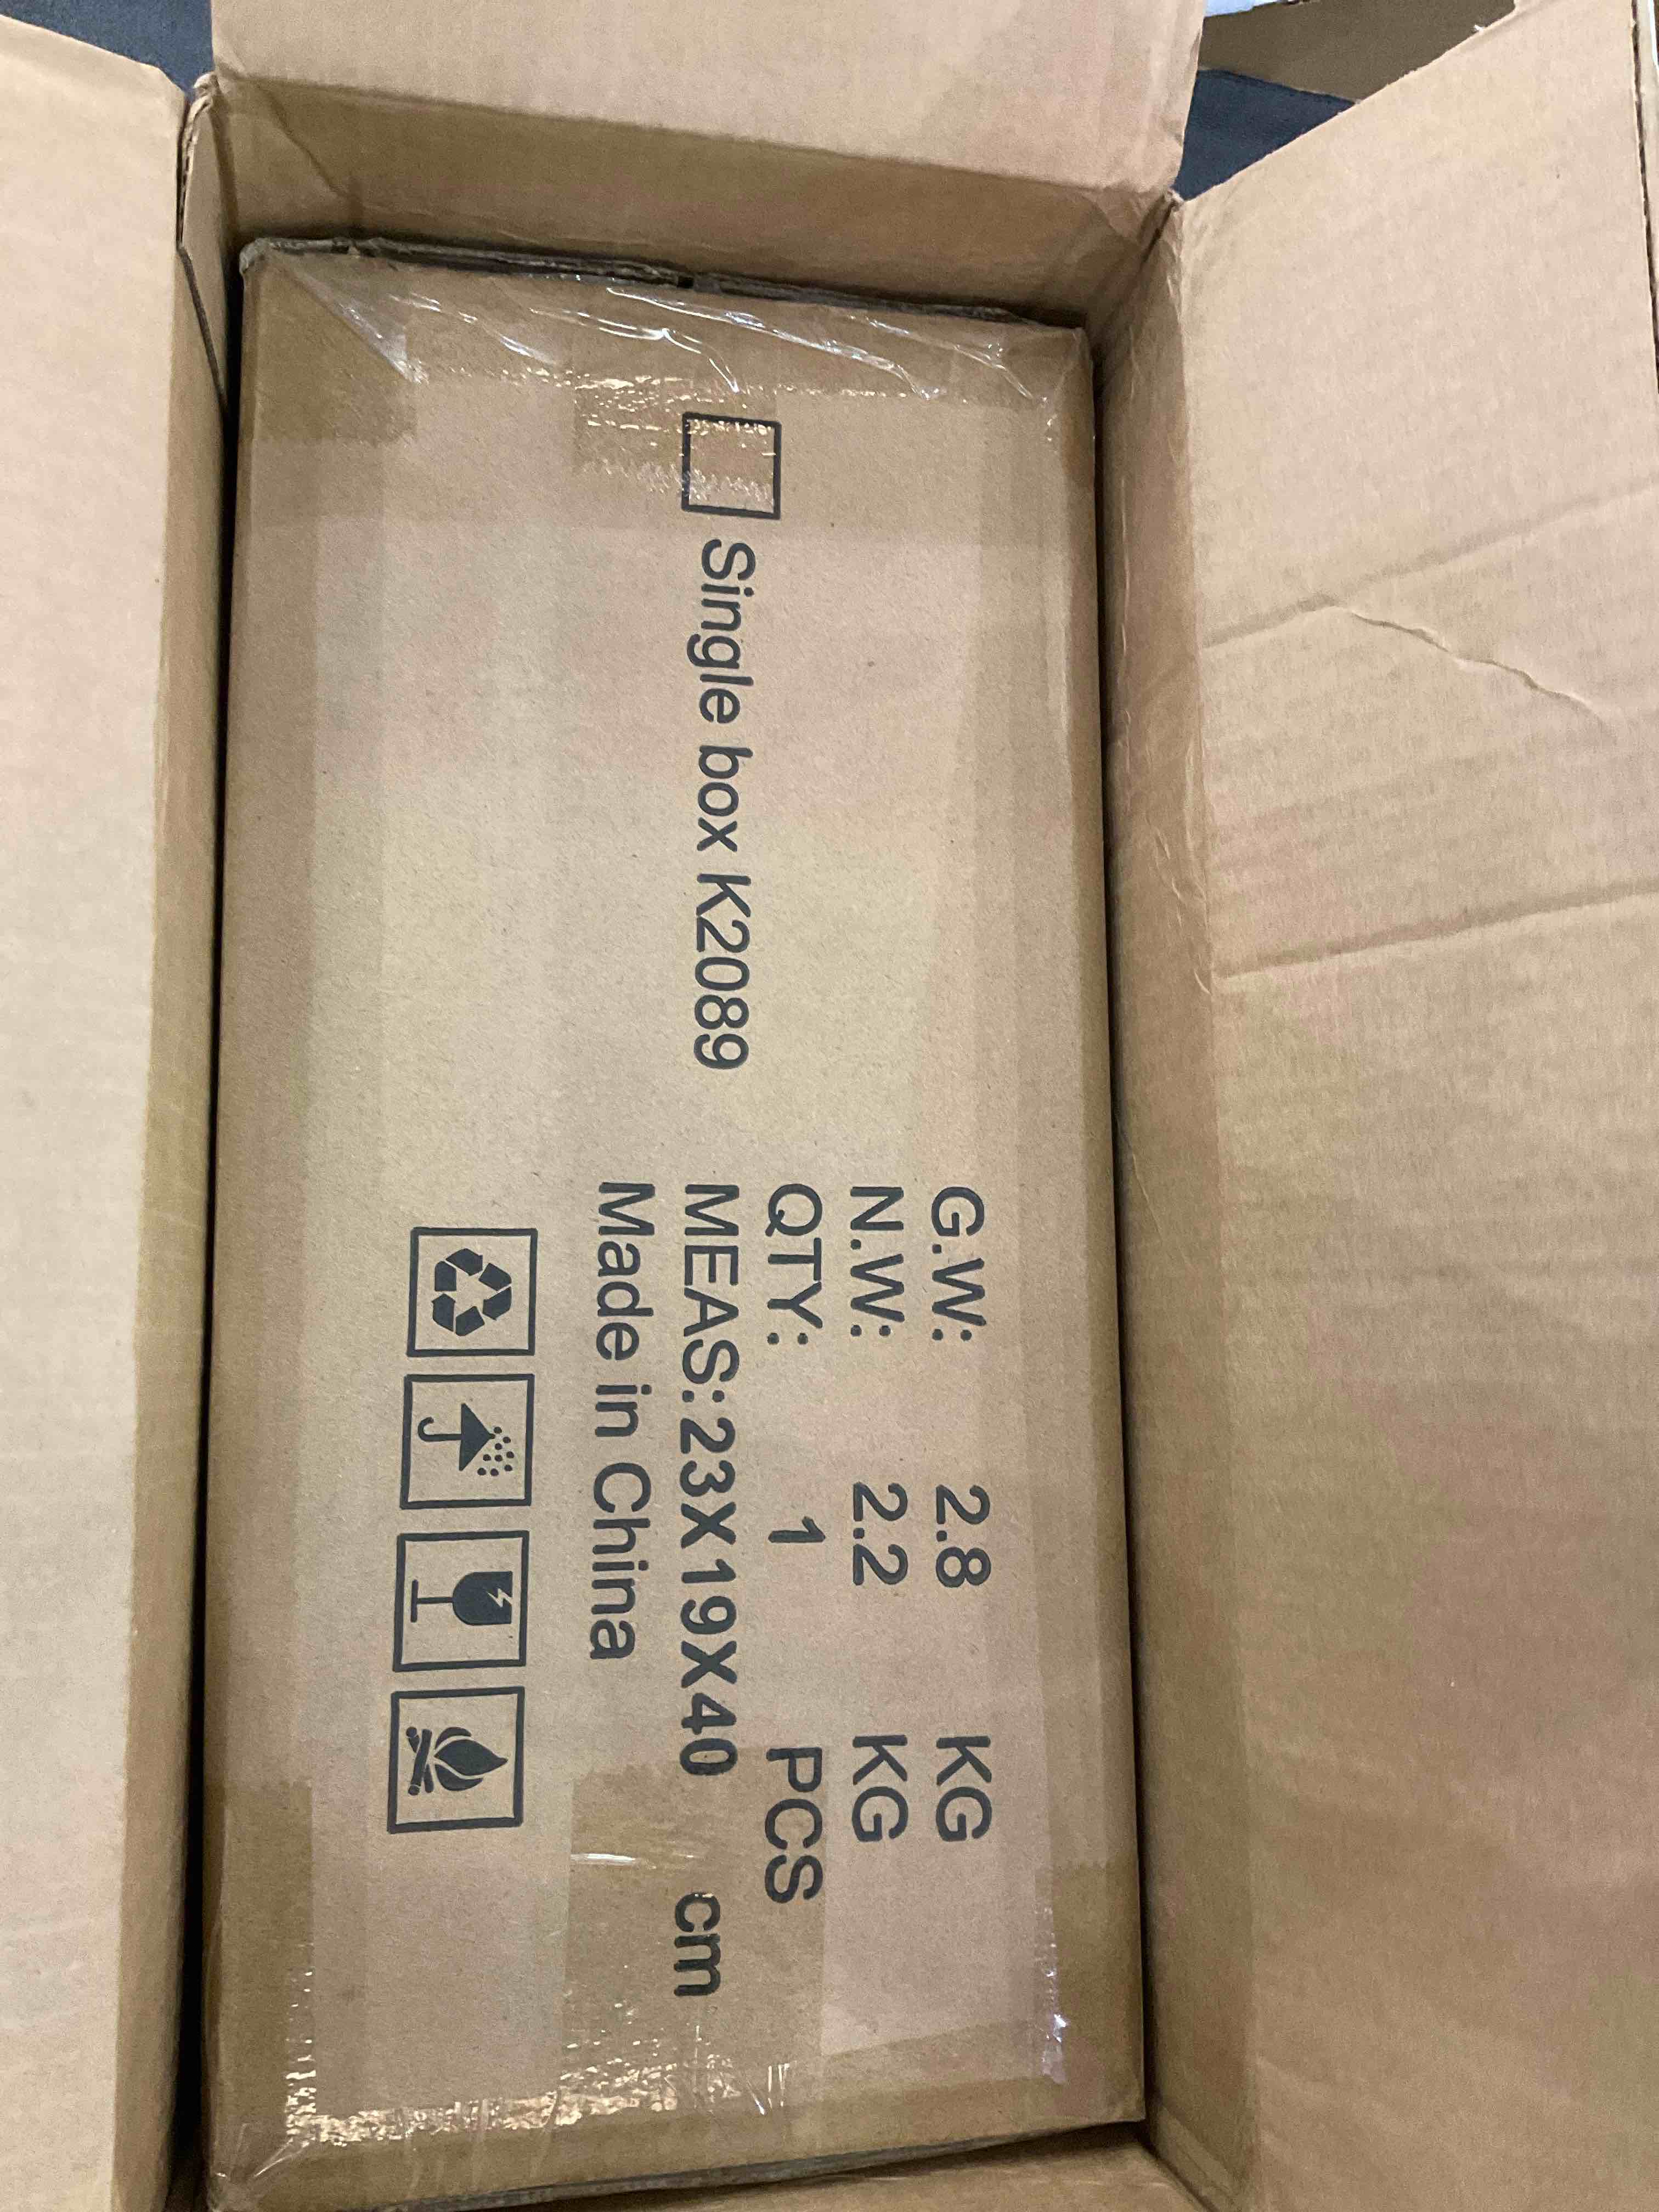 Single box K2089
G.W: 2.8 KG
N.W: 2.2 KG
QTY: 1 PCS
MEAS:23X19X40 cm
Made in China